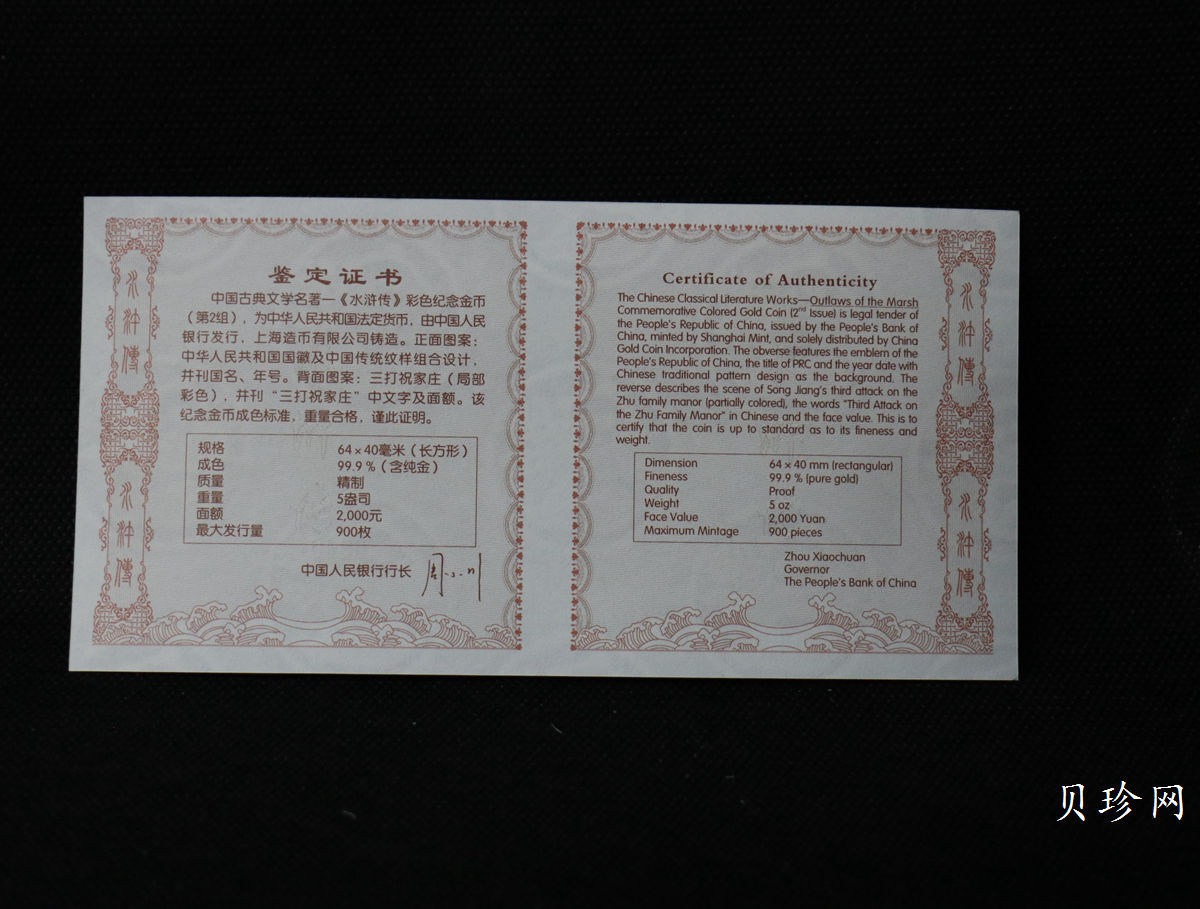 鉴定证书
中国古典文学名著—《水浒传》彩色纪念金币
（第2组），为中华人民共和国法定货币，由中国人民
银行发行，上海造币有限公司铸造。正面图案：
中华人民共和国国徽及中国传统纹样组合设计，
并刊国名、年号。背面图案：三打祝家庄（局部
彩色），并刊“三打祝家庄”中文字及面额。该
纪念金币成色标准，重量合格，谨此证明。
规格 64×40毫米（长方形）
成色 99.9%（含纯金）
质量 精制
重量 5盎司
面额 2,000元
最大发行量 900枚
中国人民银行行长 周小川
水浒傳
水浒傳
Certificate of Authenticity
The Chinese Classical Literature Works—Outlaws of the Marsh
Commemorative Colored Gold Coin (2nd Issue) is legal tender of
the People's Republic of China, issued by the People's Bank of
China, minted by Shanghai Mint, and solely distributed by China
Gold Coin Incorporation. The obverse features the emblem of the
People's Republic of China, the title of PRC and the year date with
Chinese traditional pattern design as the background. The
reverse describes the scene of Song Jiang's third attack on the
Zhu family manor (partially colored), the words "Third Attack on
the Zhu Family Manor" in Chinese and the face value. This is to
certify that the coin is up to standard as to its fineness and
weight.
Dimension 64×40 mm (rectangular)
Fineness 99.9 % (pure gold)
Quality Proof
Weight 5 oz
Face Value 2,000 Yuan
Maximum Mintage 900 pieces
Zhou Xiaochuan
Governor
The People's Bank of China
水浒傳
水浒傳
贝珍网